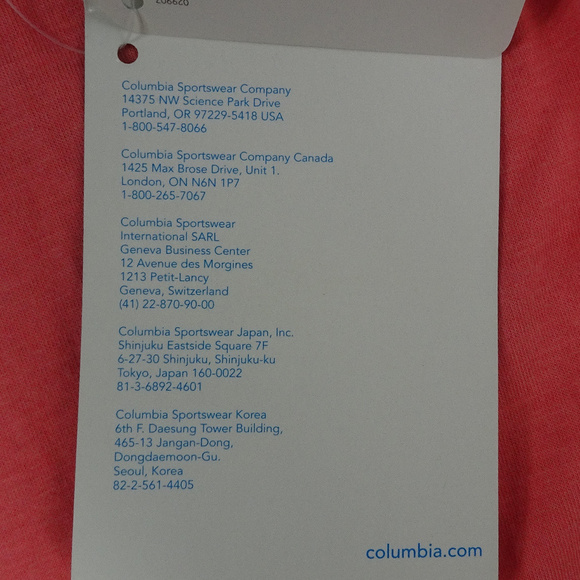 Columbia Sportswear Company
14375 NW Science Park Drive
Portland, OR 97229-5418 USA
1-800-547-8066
Columbia Sportswear Company Canada
1425 Max Brose Drive, Unit 1.
London, ON N6N 1P7
1-800-265-7067
Columbia Sportswear
International SARL
Geneva Business Center
12 Avenue des Morgines
1213 Petit-Lancy
Geneva, Switzerland
(41) 22-870-90-00
Columbia Sportswear Japan, Inc.
Shinjuku Eastside Square 7F
6-27-30 Shinjuku, Shinjuku-ku
Tokyo, Japan 160-0022
81-3-6892-4601
Columbia Sportswear Korea
6th F. Daesung Tower Building,
465-13 Jangan-Dong,
Dongdaemoon-Gu.
Seoul, Korea
82-2-561-4405
columbia.com